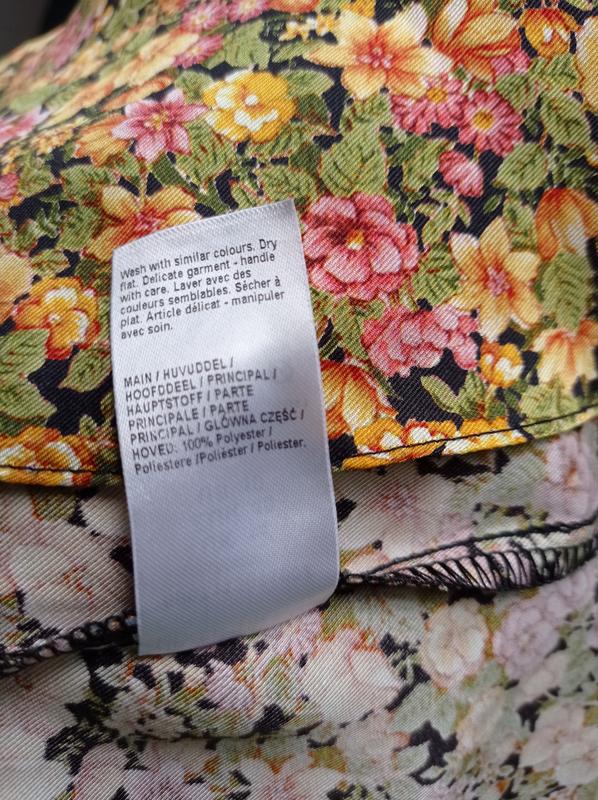 Wash with similar colours. Dry
flat. Delicate garment - handle
with care. Laver avec des
couleurs semblables. Sécher à
plat. Article délicat - manipuler
avec soin.
MAIN / HUVUDDEL /
HOOFDDEEL / PRINCIPAL /
HAUPTSTOFF / PARTE
PRINCIPALE / PARTE
PRINCIPAL / GŁÓWNA CZĘŚĆ /
HOVED: 100% Polyester /
Poliestere /Poliéster / Poliester.